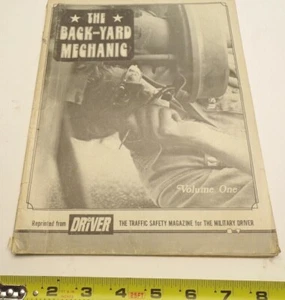 ★ THE ★
BACK-YARD
MECHANIC
Volume One
Reprinted from DRIVER THE TRAFFIC SAFETY MAGAZINE for THE MILITARY DRIVER
2 3 4 5 6 7 8